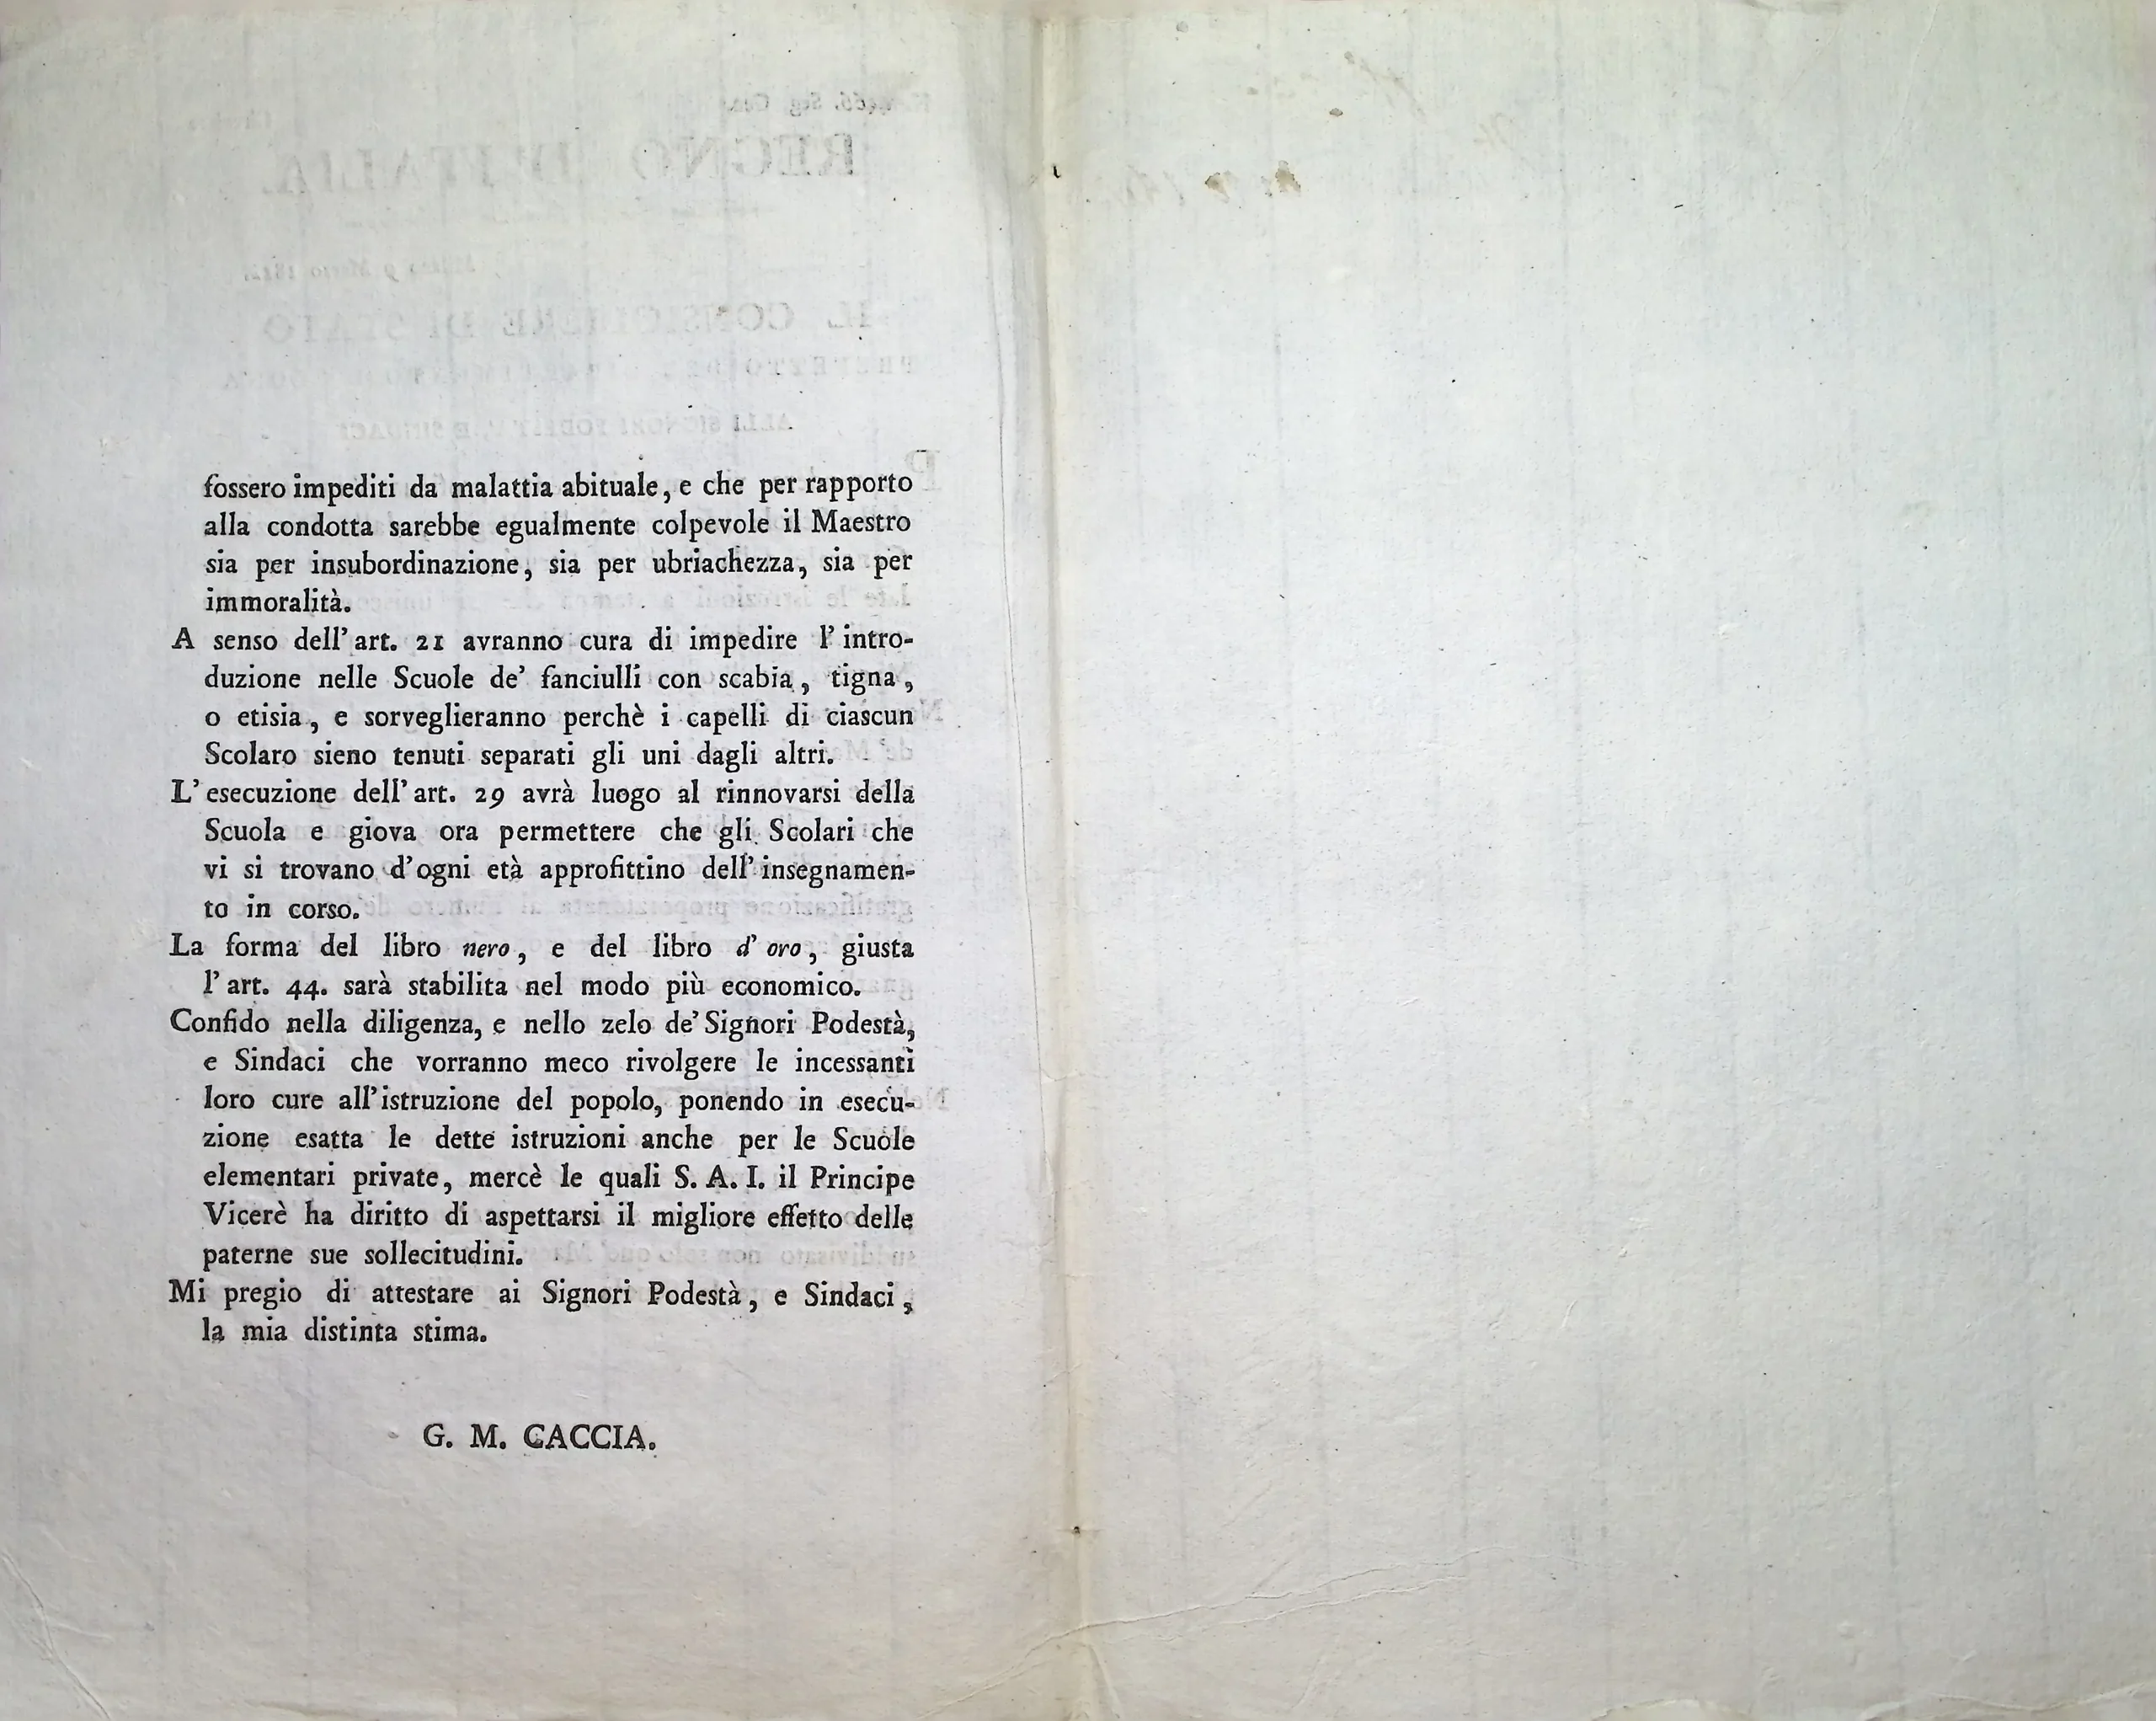 fossero impediti da malattia abituale, e che per rapporto
alla condotta sarebbe egualmente colpevole il Maestro
sia per insubordinazione, sia per ubriachezza, sia per
immoralità.
A senso dell' art. 21 avranno cura di impedire l' intro-
duzione nelle Scuole de' fanciulli con scabia, tigna,
o etisia, e sorveglieranno perchè i capelli di ciascun
Scolaro sieno tenuti separati gli uni dagli altri.
L' esecuzione dell' art. 29 avrà luogo al rinnovarsi della
Scuola e giova ora permettere che gli Scolari che
vi si trovano d'ogni età approfittino dell' insegnamen-
to in corso.
La forma del libro nero, e del libro d' oro, giusta
l' art. 44. sarà stabilita nel modo più economico.
Confido nella diligenza, e nello zelo de' Signori Podestà,
e Sindaci che vorranno meco rivolgere le incessanti
loro cure all'istruzione del popolo, ponendo in esecu-
zione esatta le dette istruzioni anche per le Scuole
elementari private, mercè le quali S. A. I. il Principe
Vicerè ha diritto di aspettarsi il migliore effetto delle
paterne sue sollecitudini.
Mi pregio di attestare ai Signori Podestà, e Sindaci,
la mia distinta stima.
G. M. CACCIA.